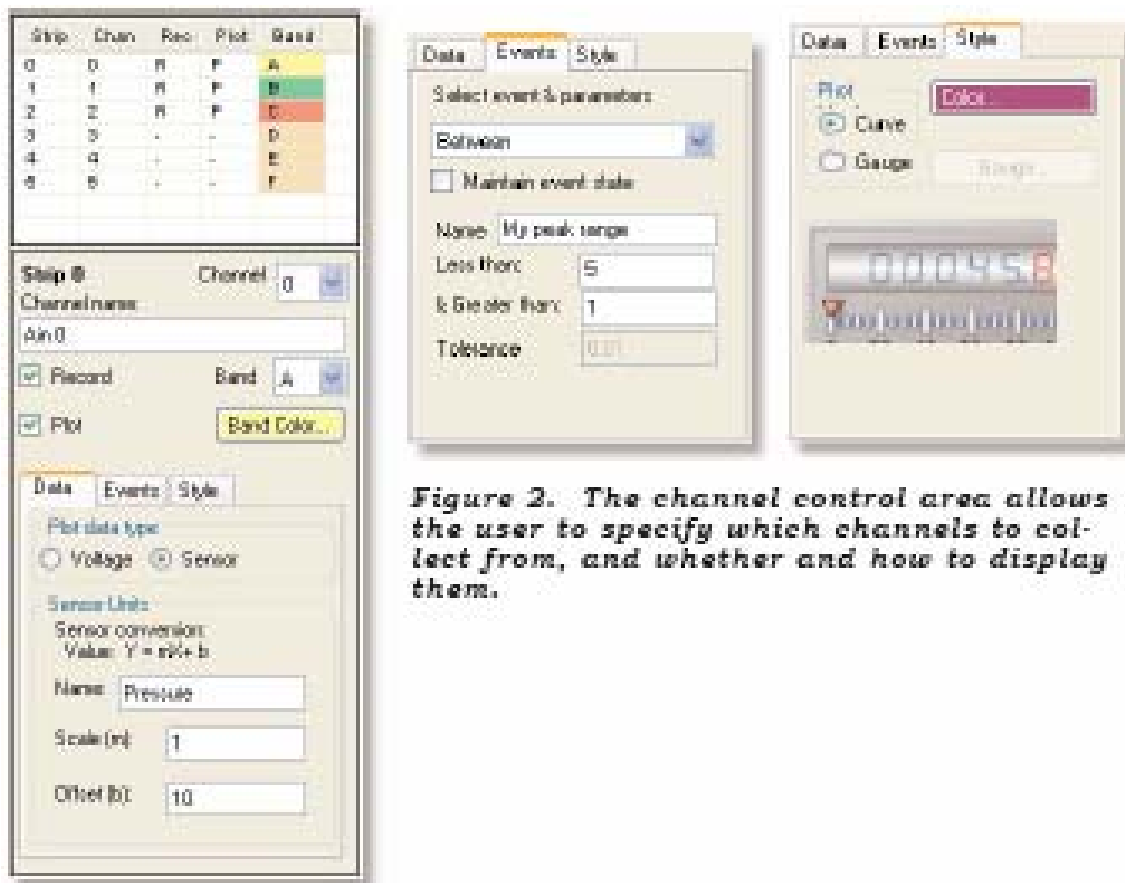 Strip Chan Rec Plot Band
0 0 R P A
1 1 R P B
2 2 R P C
3 3 - - D
4 4 - - E
5 5 - - F
Strip 0 Channel 0
Channel name
Ain 0
Record Band A
Plot Band Color...
Data Events Style
Plot data type
Voltage Sensor
Sensor Units
Sensor conversion:
Value: Y = mX+ b
Name: Pressure
Scale (m): 1
Offset (b): 10
Data Events Style
Select event & parameters
Between
Maintain event state
Name My peak range
Less than: 5
& Greater than: 1
Tolerance 0.01
Data Events Style
Plot
Color...
Curve
Gauge
00045.8
Figure 2. The channel control area allows
the user to specify which channels to col-
lect from, and whether and how to display
them.